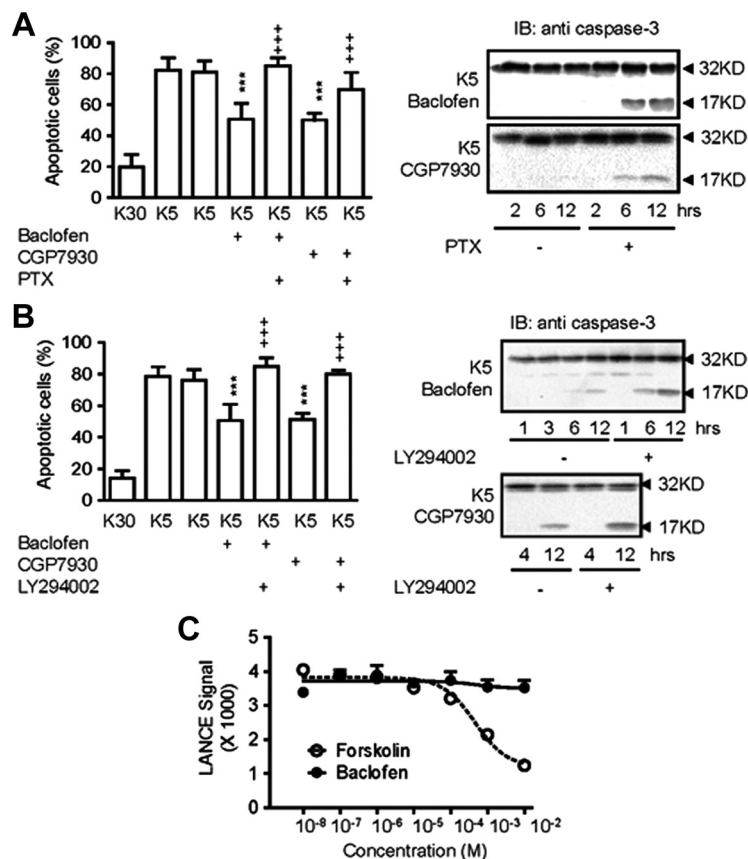 A
Apoptotic cells (%)
100
80
60
40
20
0
*** +++ *** +++
K30 K5 K5 K5 K5 K5 K5
Baclofen + +
CGP7930 + +
PTX + +
IB: anti caspase-3
K5
Baclofen
32KD
17KD
K5
CGP7930
32KD
17KD
2 6 12 2 6 12 hrs
PTX - +
B
Apoptotic cells (%)
100
80
60
40
20
0
*** +++ *** +++
K30 K5 K5 K5 K5 K5 K5
Baclofen + +
CGP7930 + +
LY294002 + +
IB: anti caspase-3
K5
Baclofen
32KD
17KD
1 3 6 12 1 6 12 hrs
LY294002 - +
K5
CGP7930
32KD
17KD
4 12 4 12 hrs
LY294002 - +
C
LANCE Signal
(X 1000)
5
4
3
2
1
0
Forskolin
Baclofen
10-8 10-7 10-6 10-5 10-4 10-3 10-2
Concentration (M)